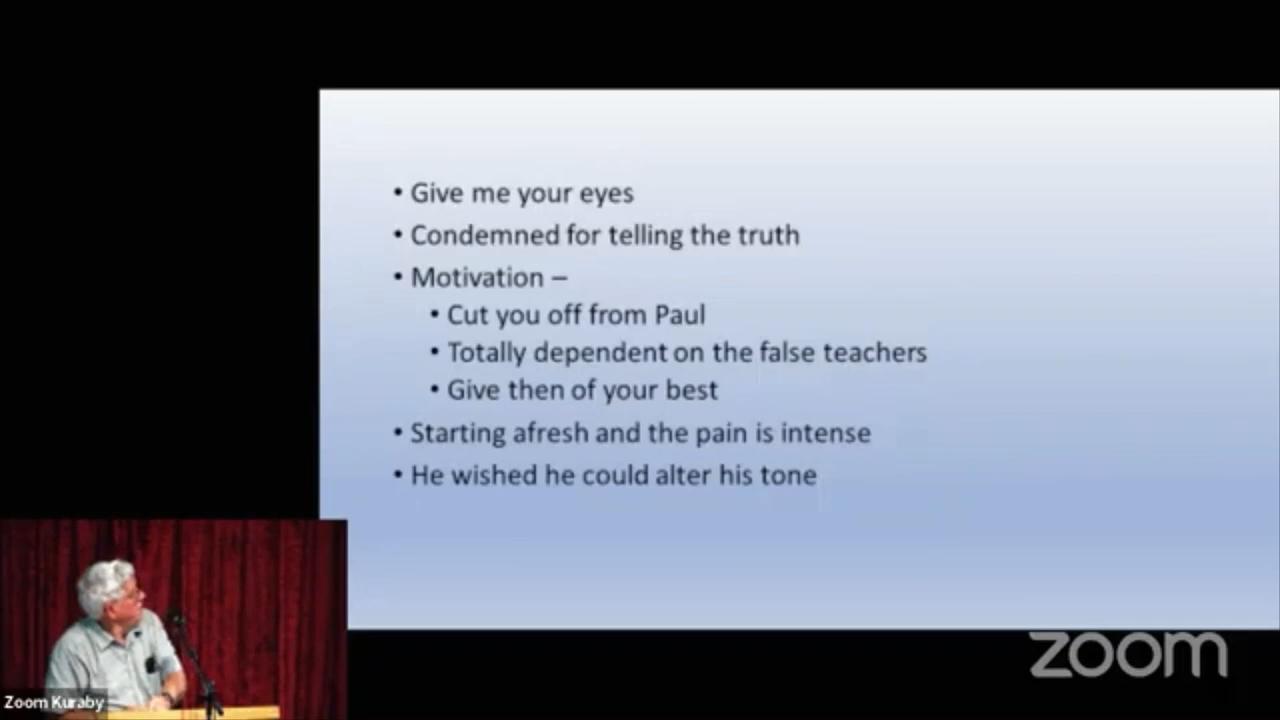 • Give me your eyes
• Condemned for telling the truth
• Motivation –
• Cut you off from Paul
• Totally dependent on the false teachers
• Give then of your best
• Starting afresh and the pain is intense
• He wished he could alter his tone
Zoom Kuraby
zoom